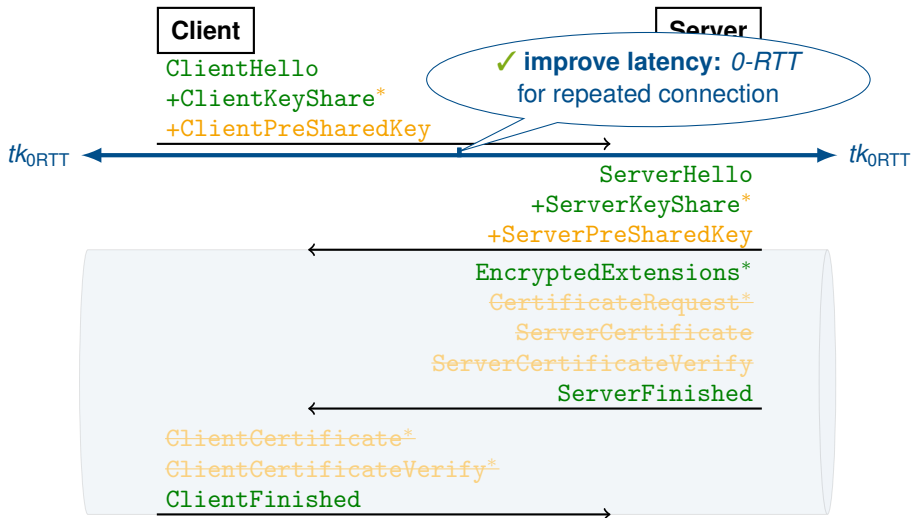 Client
Server
✓ improve latency: 0-RTT
for repeated connection
ClientHello
+ClientKeyShare*
+ClientPreSharedKey
tk0RTT
tk0RTT
ServerHello
+ServerKeyShare*
+ServerPreSharedKey
EncryptedExtensions*
CertificateRequest*
ServerCertificate
ServerCertificateVerify
ServerFinished
ClientCertificate*
ClientCertificateVerify*
ClientFinished